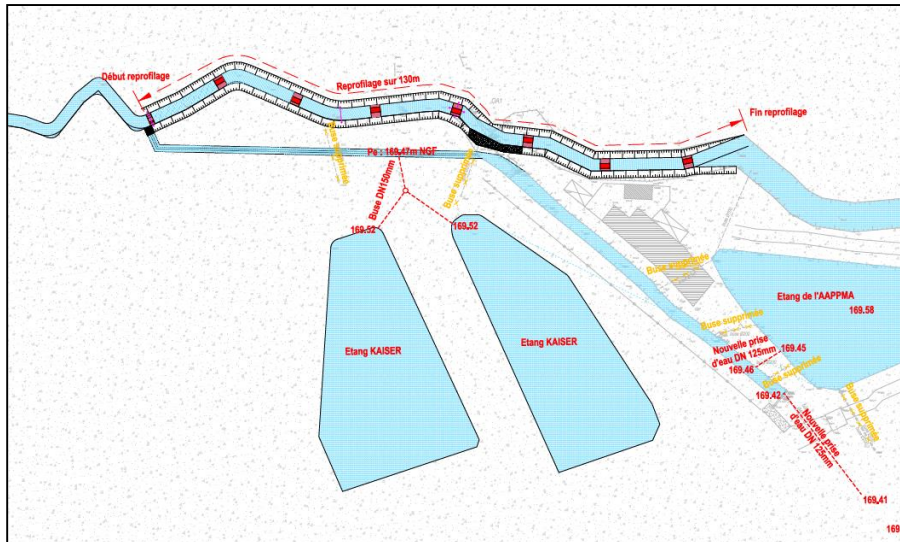 Début reprofilage
Reprofilage sur 130m
Fin reprofilage
Buse supprimée
Pe : 169.47m NGF
Buse supprimée
Buse DN150mm
169.52
169.52
Etang KAISER
Etang KAISER
Buse supprimée
Etang de l'AAPPMA
169.58
Buse supprimée
Nouvelle prise
d'eau DN 125mm
169.45
169.46
Buse supprimée
169.42
Buse supprimée
Nouvelle prise
d'eau DN 125mm
169.41
169